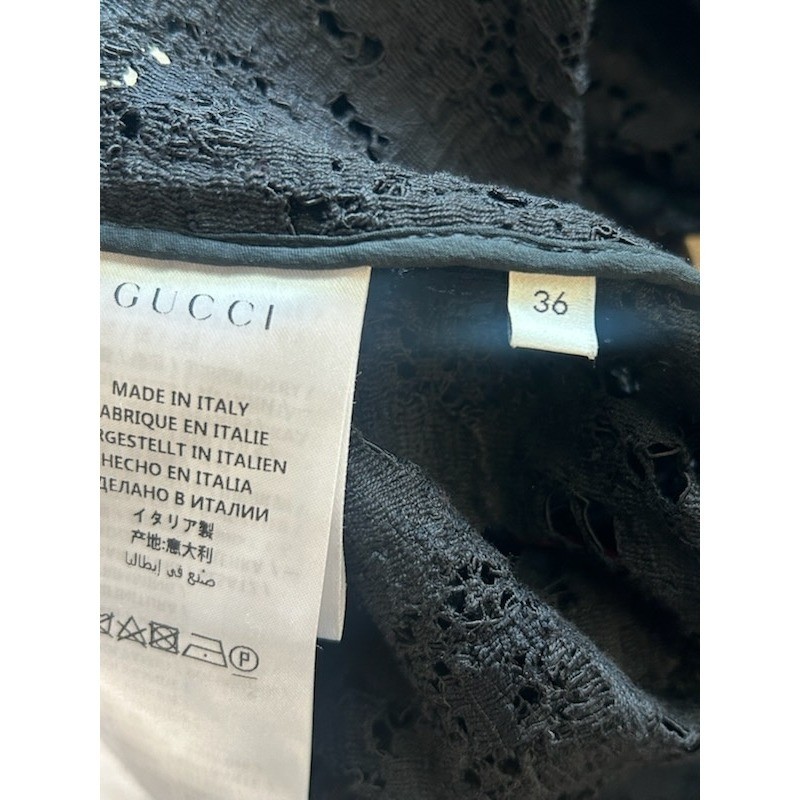 GUCCI
36
MADE IN ITALY
ABRIQUE EN ITALIE
RGESTELLT IN ITALIEN
HECHO EN ITALIA
ДЕЛАНО В ИТАЛИИ
イタリア製
产地:意大利
صنع في إيطاليا
P